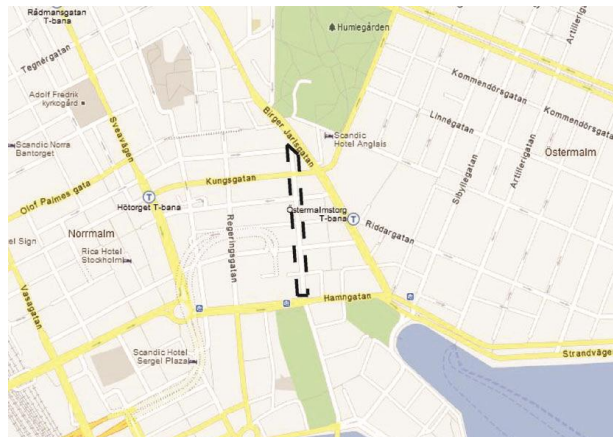 Rådmansgatan
T-bana
Humlegården
Tegnérgatan
Artillerigatan
Adolf Fredrik
kyrkogård
Sveavägen
Birger Jarlsgatan
Kommendörsgatan
Kommendörsgatan
Linnégatan
Scandic Norra
Bantorget
Scandic
Hotel Anglais
Östermalm
Artillerigatan
Sibyllegatan
Kungsgatan
Olof Palmes gata
Hötorget T-bana
T
Östermalmstorg
T-bana
T
Riddargatan
Regeringsgatan
Norrmalm
el Sign
Rica Hotel
Stockholm
Vasagatan
Hamngatan
Strandvägen
Scandic Hotel
Sergel Plaza